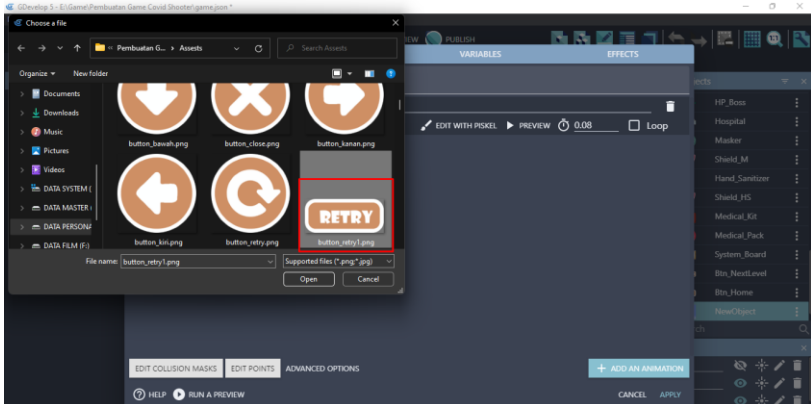 GDevelop 5 - E:\Game\Pembuatan Game Covid Shooter\game.json *
Choose a file
Pembuatan G... > Assests
Search Assests
Organize
New folder
Documents
Downloads
Music
Pictures
Videos
DATA SYSTEM (
DATA MASTER
DATA PERSONA
DATA FILM (F:)
button_bawah.png
button_close.png
button_kanan.png
RETRY
button_kiri.png
button_retry.png
button_retry1.png
File name:
button_retry1.png
Supported files (*.png;*.jpg)
Open
Cancel
PUBLISH
VARIABLES
EFFECTS
EDIT WITH PISKEL
PREVIEW
0.08
Loop
HP_Boss
Hospital
Masker
Shield_M
Hand_Sanitizer
Shield_HS
Medical_Kit
Medical_Pack
System_Board
Btn_NextLevel
Btn_Home
NewObject
EDIT COLLISION MASKS
EDIT POINTS
ADVANCED OPTIONS
+ ADD AN ANIMATION
HELP
RUN A PREVIEW
CANCEL
APPLY